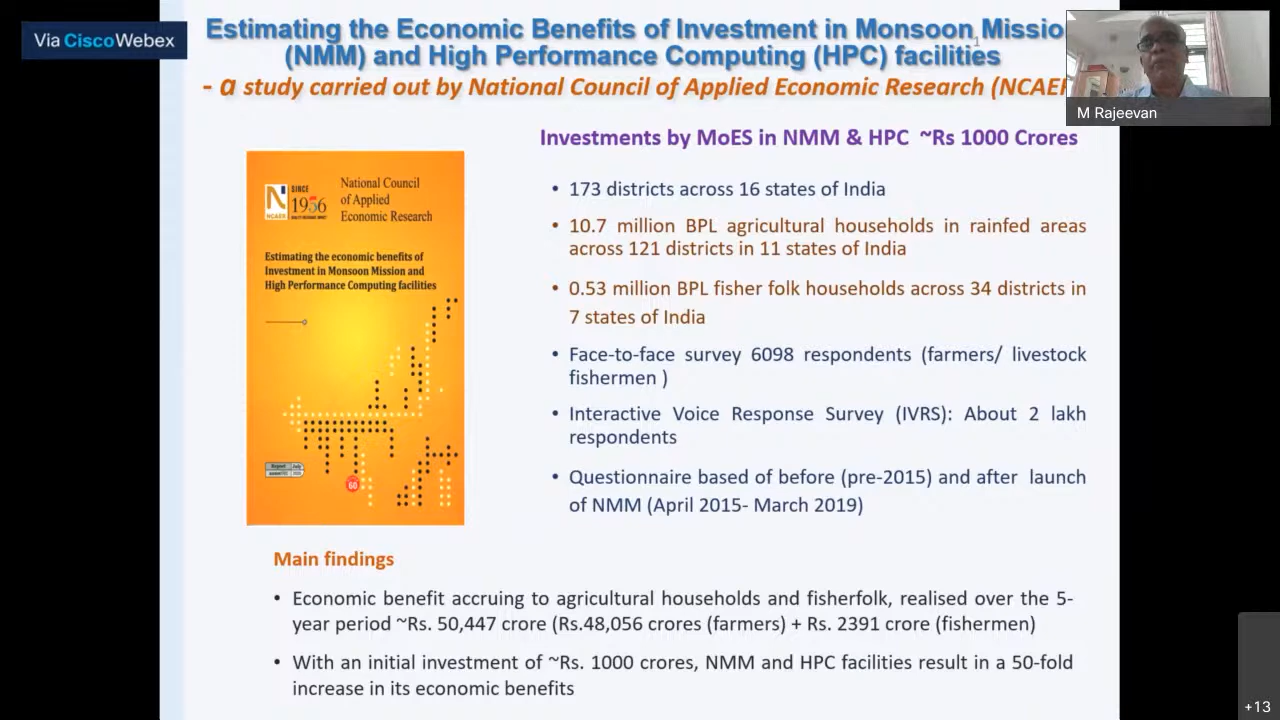 Via Cisco Webex
Estimating the Economic Benefits of Investment in Monsoon Missio
1
(NMM) and High Performance Computing (HPC) facilities
- a study carried out by National Council of Applied Economic Research (NCAER
M Rajeevan
Investments by MoES in NMM & HPC ~Rs 1000 Crores
NCAER
SINCE
1956
National Council
of Applied
Economic Research
Estimating the economic benefits of
Investment in Monsoon Mission and
High Performance Computing facilities
60
• 173 districts across 16 states of India
• 10.7 million BPL agricultural households in rainfed areas
across 121 districts in 11 states of India
• 0.53 million BPL fisher folk households across 34 districts in
7 states of India
• Face-to-face survey 6098 respondents (farmers/ livestock
fishermen )
• Interactive Voice Response Survey (IVRS): About 2 lakh
respondents
• Questionnaire based of before (pre-2015) and after launch
of NMM (April 2015- March 2019)
Main findings
• Economic benefit accruing to agricultural households and fisherfolk, realised over the 5-
year period ~Rs. 50,447 crore (Rs.48,056 crores (farmers) + Rs. 2391 crore (fishermen)
• With an initial investment of ~Rs. 1000 crores, NMM and HPC facilities result in a 50-fold
increase in its economic benefits
+13